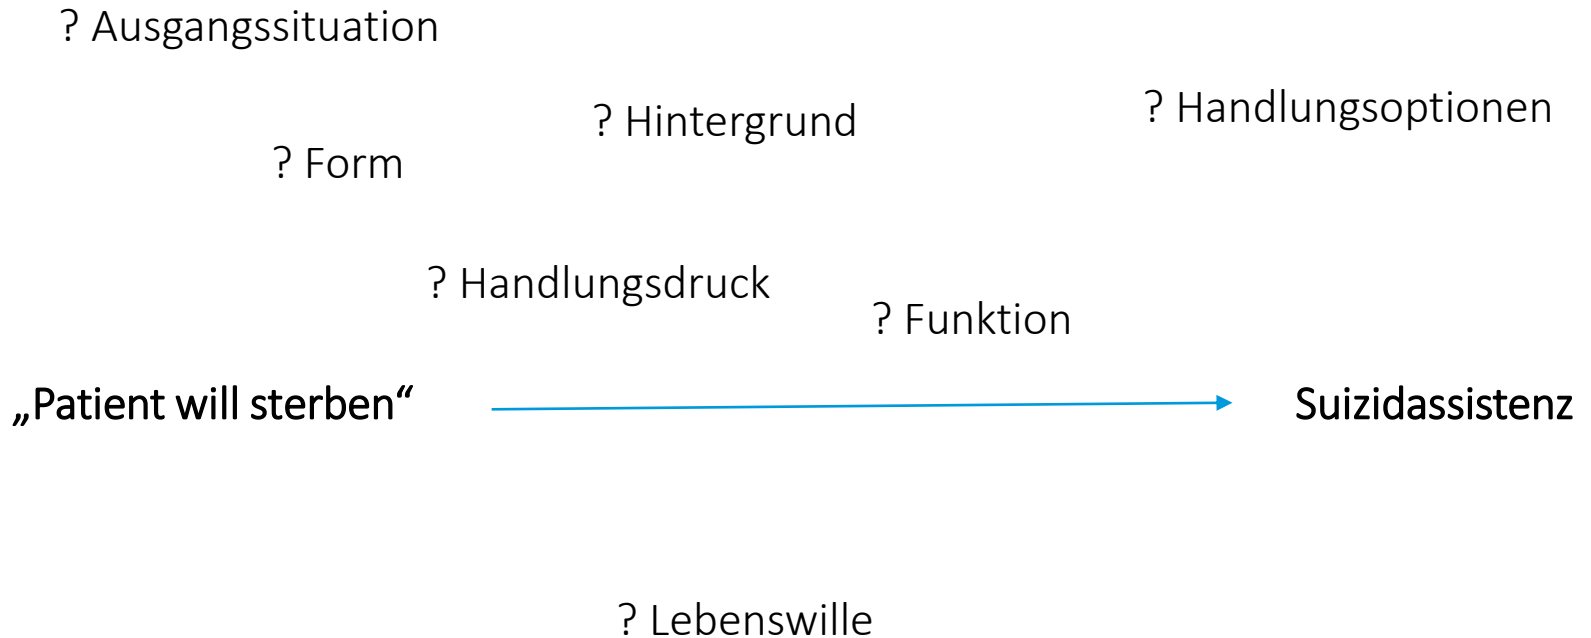 ? Ausgangssituation
? Hintergrund
? Handlungsoptionen
? Form
? Handlungsdruck
? Funktion
„Patient will sterben“
Suizidassistenz
? Lebenswille